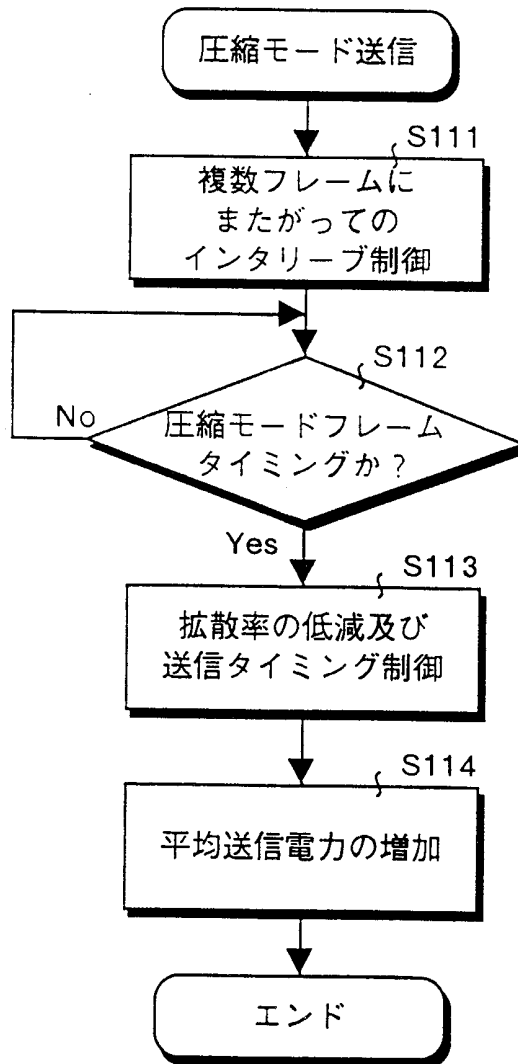 圧縮モード送信
S111
複数フレームに
またがっての
インタリーブ制御
S112
圧縮モードフレーム
タイミングか?
No
Yes
S113
拡散率の低減及び
送信タイミング制御
S114
平均送信電力の増加
エンド